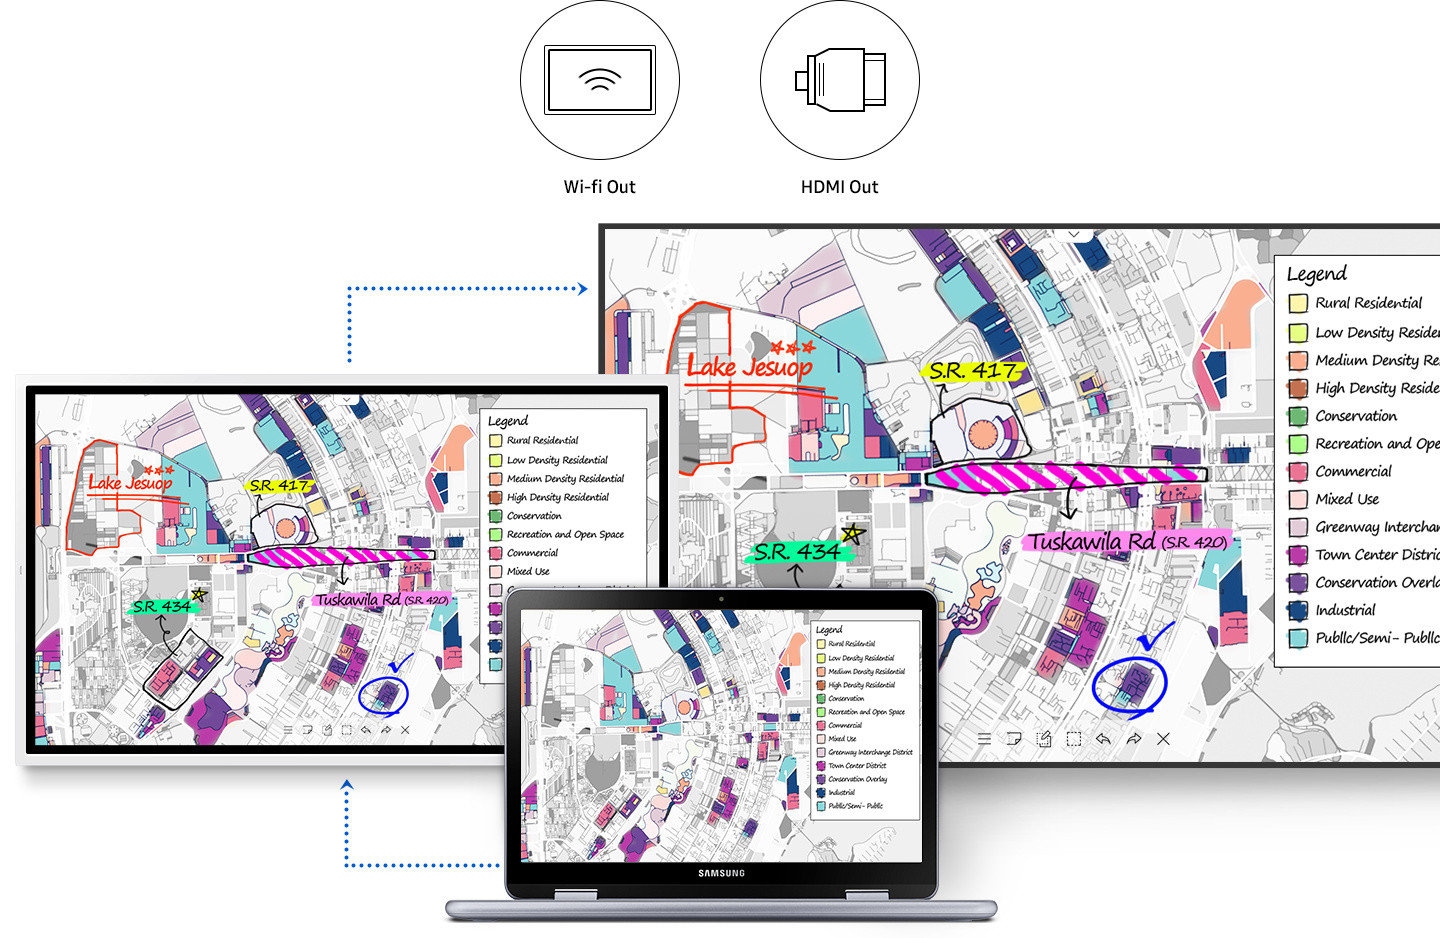 Wi-fi Out
HDMI Out
Legend
Rural Residential
Low Density Reside
Medium Density Re
High Density Reside
Conservation
Recreation and Ope
Commercial
Mixed Use
Greenway Interchan
Town Center Distric
Conservation Overla
Industrial
Publlc/Semi- Publlc
Lake Jesuop
S.R. 417
S.R. 434
Tuskawila Rd (S.R. 420)
Legend
Rural Residential
Low Density Residential
Medium Density Residential
High Density Residential
Conservation
Recreation and Open Space
Commercial
Mixed Use
Lake Jesuop
S.R. 417
S.R. 434
Tuskawila Rd (S.R. 420)
Legend
Rural Residential
Low Density Residential
Medium Density Residential
High Density Residential
Conservation
Recreation and Open Space
Commercial
Mixed Use
Greenway Interchange District
Town Center District
Conservation Overlay
Industrial
Publlc/Semi- Publlc
SAMSUNG